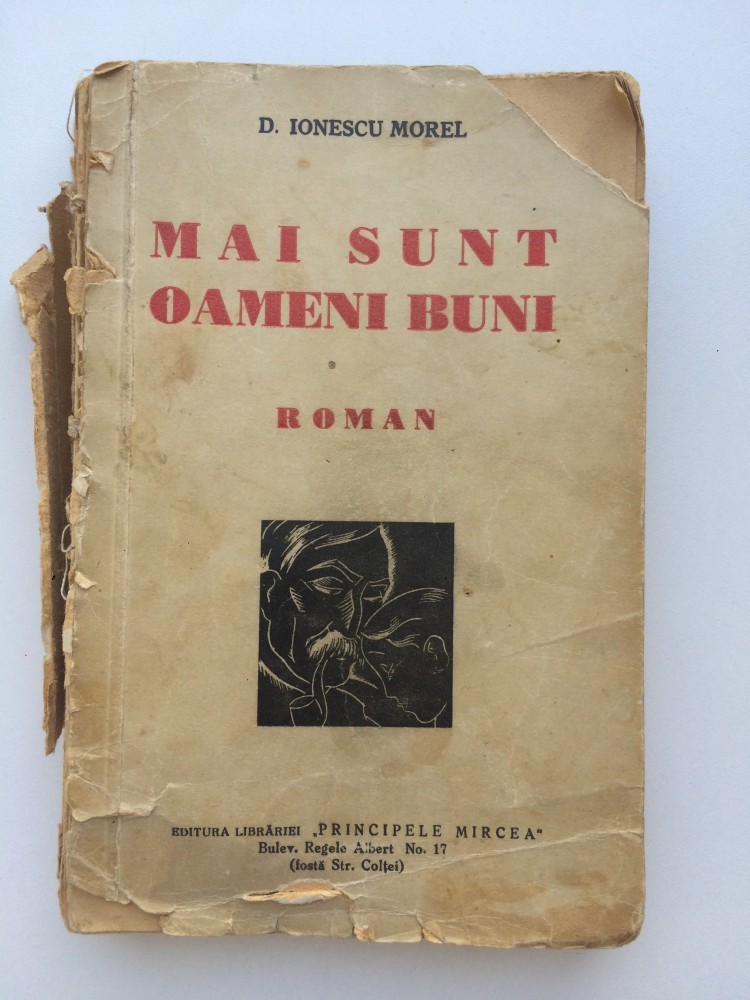 D. IONESCU MOREL
MAI SUNT
OAMENI BUNI
ROMAN
EDITURA LIBRĂRIEI „PRINCIPELE MIRCEA“
Bulev. Regele Albert No. 17
(fostă Str. Colței)